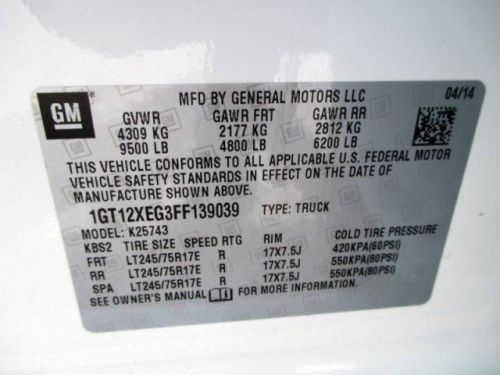 GM
MFD BY GENERAL MOTORS LLC 04/14
GVWR GAWR FRT GAWR RR
4309 KG 2177 KG 2812 KG
9500 LB 4800 LB 6200 LB
THIS VEHICLE CONFORMS TO ALL APPLICABLE U.S. FEDERAL MOTOR
VEHICLE SAFETY STANDARDS IN EFFECT ON THE DATE OF
MANUFACTURE SHOWN ABOVE.
1GT12XEG3FF139039 TYPE: TRUCK
MODEL: K25743
KBS2 TIRE SIZE SPEED RTG RIM COLD TIRE PRESSURE
FRT LT245/75R17E R 17X7.5J 420KPA(60PSI)
RR LT245/75R17E R 17X7.5J 550KPA(80PSI)
SPA LT245/75R17E R 17X7.5J 550KPA(80PSI)
SEE OWNER'S MANUAL FOR MORE INFORMATION.